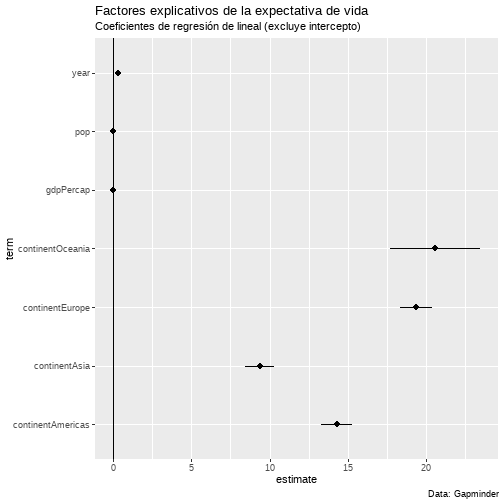 Factores explicativos de la expectativa de vida
Coeficientes de regresión de lineal (excluye intercepto)
year
pop
gdpPercap
continentOceania
continentEurope
continentAsia
continentAmericas
term
0 5 10 15 20
estimate
Data: Gapminder